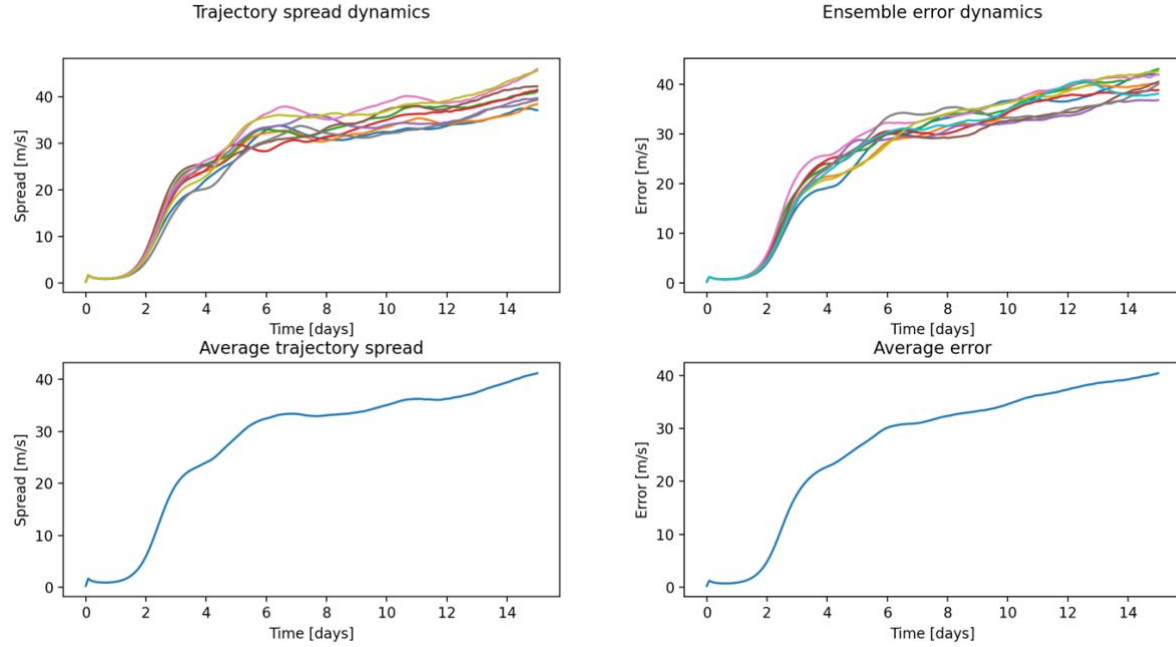 Trajectory spread dynamics
Spread [m/s]
40
30
20
10
0
0 2 4 6 8 10 12 14
Time [days]
Ensemble error dynamics
Error [m/s]
40
30
20
10
0
0 2 4 6 8 10 12 14
Time [days]
Average trajectory spread
Spread [m/s]
40
30
20
10
0
0 2 4 6 8 10 12 14
Time [days]
Average error
Error [m/s]
40
30
20
10
0
0 2 4 6 8 10 12 14
Time [days]